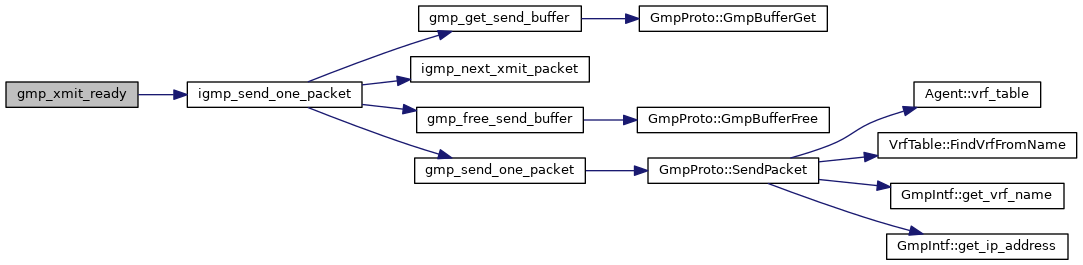 gmp_xmit_ready
igmp_send_one_packet
gmp_get_send_buffer
GmpProto::GmpBufferGet
igmp_next_xmit_packet
gmp_free_send_buffer
GmpProto::GmpBufferFree
gmp_send_one_packet
GmpProto::SendPacket
Agent::vrf_table
VrfTable::FindVrfFromName
GmpIntf::get_vrf_name
GmpIntf::get_ip_address